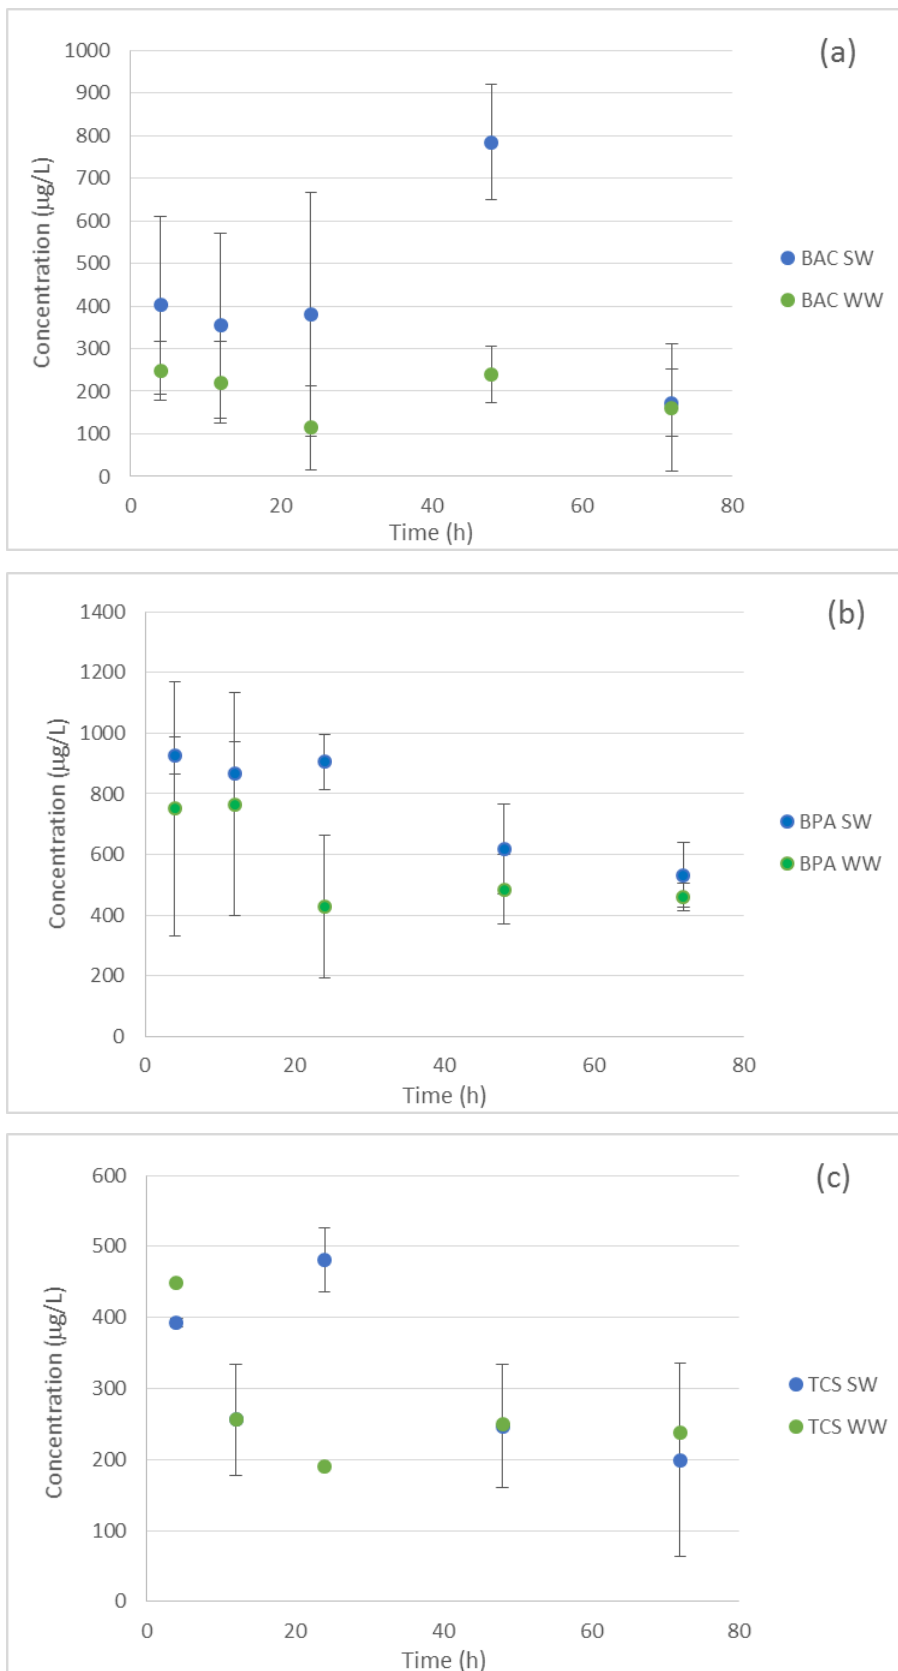 (a)
1000
900
800
700
600
500
400
300
200
100
0
Concentration (µg/L)
0 20 40 60 80
Time (h)
BAC SW
BAC WW
(b)
1400
1200
1000
800
600
400
200
0
Concentration (µg/L)
0 20 40 60 80
Time (h)
BPA SW
BPA WW
(c)
600
500
400
300
200
100
0
Concentration (µg/L)
0 20 40 60 80
Time (h)
TCS SW
TCS WW